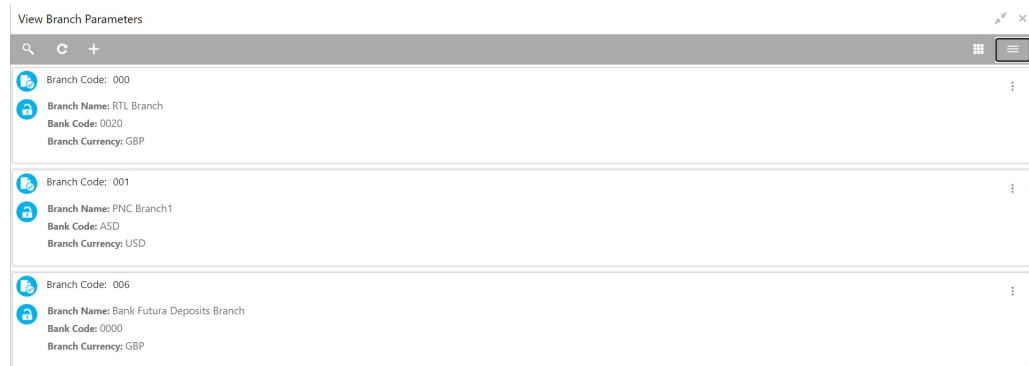 View Branch Parameters
Branch Code: 000
Branch Name: RTL Branch
Bank Code: 0020
Branch Currency: GBP
Branch Code: 001
Branch Name: PNC Branch1
Bank Code: ASD
Branch Currency: USD
Branch Code: 006
Branch Name: Bank Futura Deposits Branch
Bank Code: 0000
Branch Currency: GBP